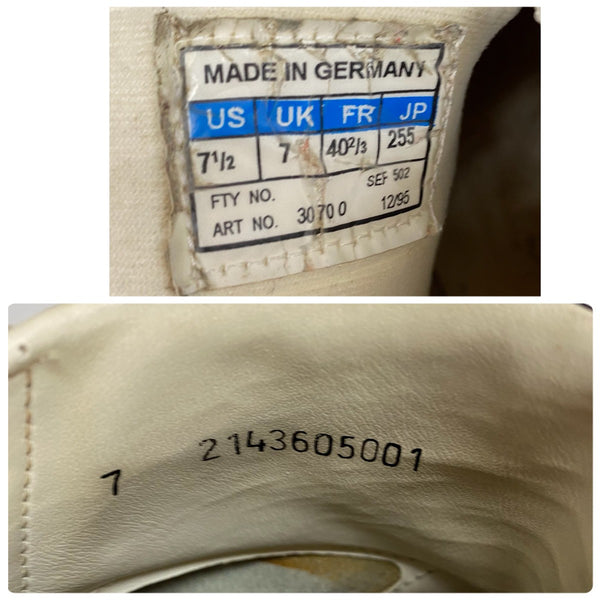 MADE IN GERMANY
US UK FR JP
7½ 7 40⅔ 255
FTY NO. SEF 502
ART NO. 30700 12/95
2143605001
7